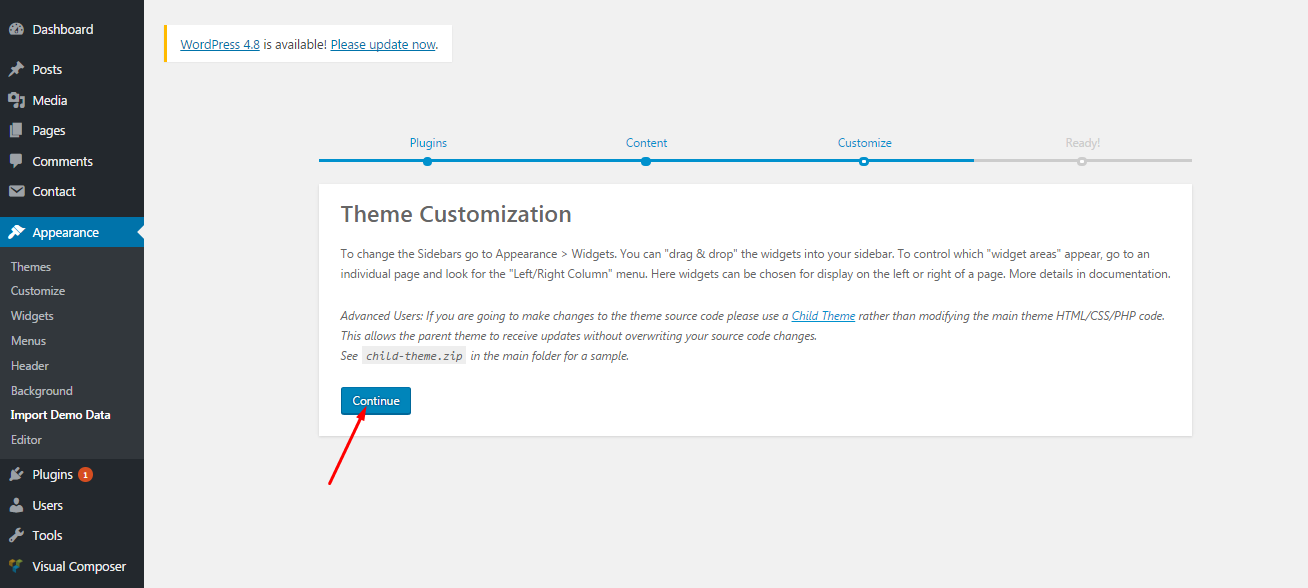 Dashboard
Posts
Media
Pages
Comments
Contact
Appearance
Themes
Customize
Widgets
Menus
Header
Background
Import Demo Data
Editor
Plugins 1
Users
Tools
Visual Composer
WordPress 4.8 is available! Please update now.
Plugins
Content
Customize
Ready!
Theme Customization
To change the Sidebars go to Appearance > Widgets. You can "drag & drop" the widgets into your sidebar. To control which "widget areas" appear, go to an
individual page and look for the "Left/Right Column" menu. Here widgets can be chosen for display on the left or right of a page. More details in documentation.
Advanced Users: If you are going to make changes to the theme source code please use a Child Theme rather than modifying the main theme HTML/CSS/PHP code.
This allows the parent theme to receive updates without overwriting your source code changes.
See child-theme.zip in the main folder for a sample.
Continue